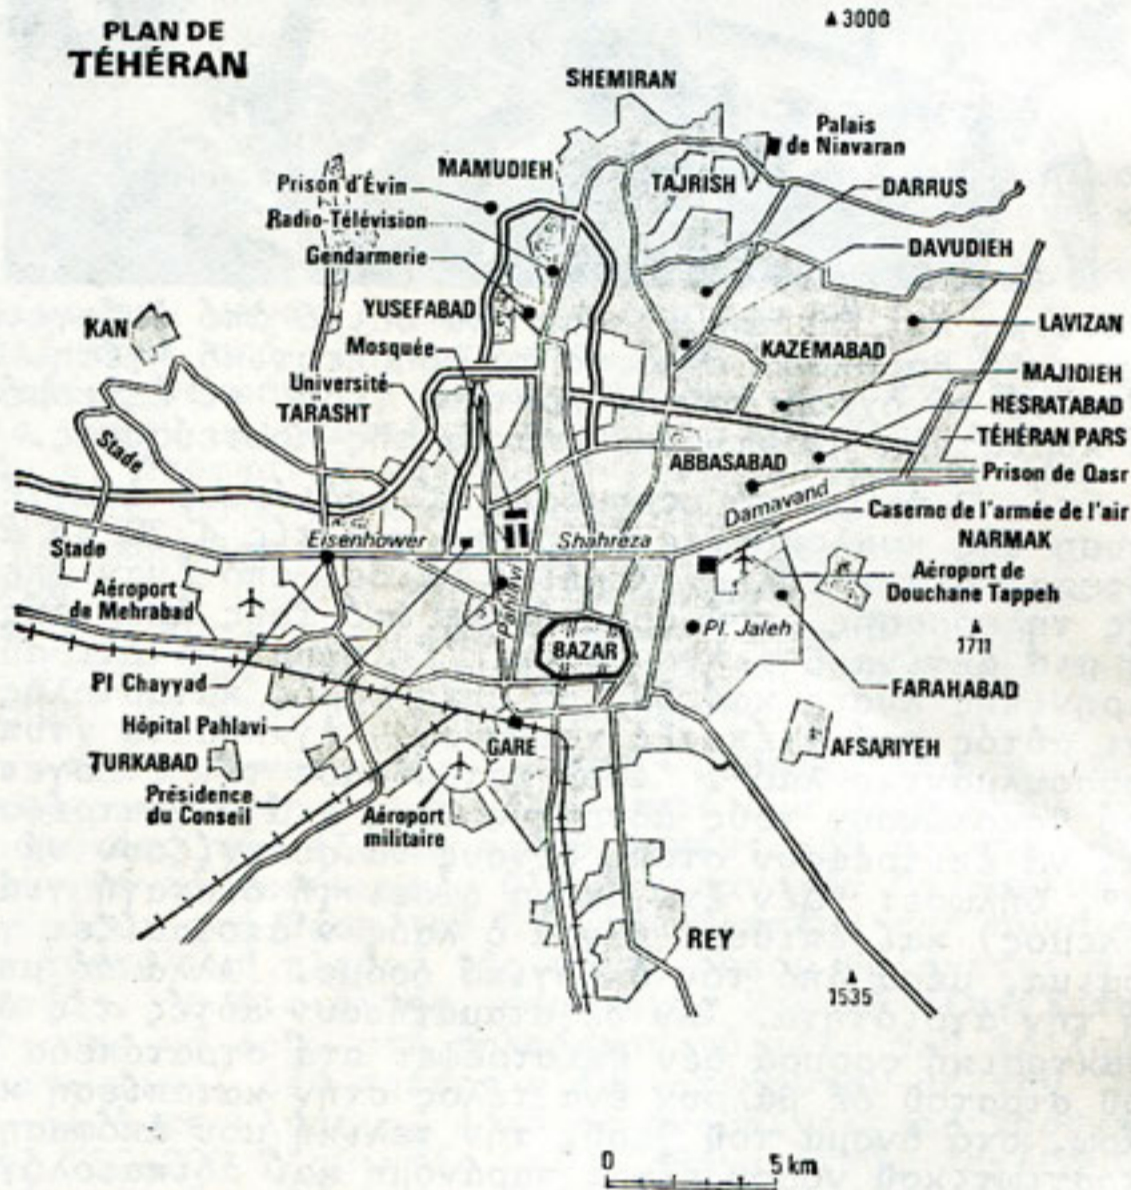 PLAN DE
TÉHÉRAN
▲ 3000
SHEMIRAN
Palais
de Niavaran
MAMUDIEH
TAJRISH
DARRUS
Prison d'Évin
Radio-Télévision
DAVUDIEH
Gendarmerie
YUSEFABAD
LAVIZAN
KAN
Mosquée
KAZEMABAD
MAJIDIEH
Université
TARASHT
HESRATABAD
TÉHÉRAN PARS
Stade
ABBASABAD
Prison de Qasr
Damavand
Caserne de l'armée de l'air
Eisenhower
Shahreza
NARMAK
Stade
Aéroport
de Mehrabad
Aéroport de
Douchane Tappeh
Pahlavi
Pl. Jaleh
▲
1711
BAZAR
Pl Chayyad
FARAHABAD
Hôpital Pahlavi
GARE
AFSARIYEH
TURKABAD
Présidence
du Conseil
Aéroport
militaire
REY
▲
1535
0 5 km